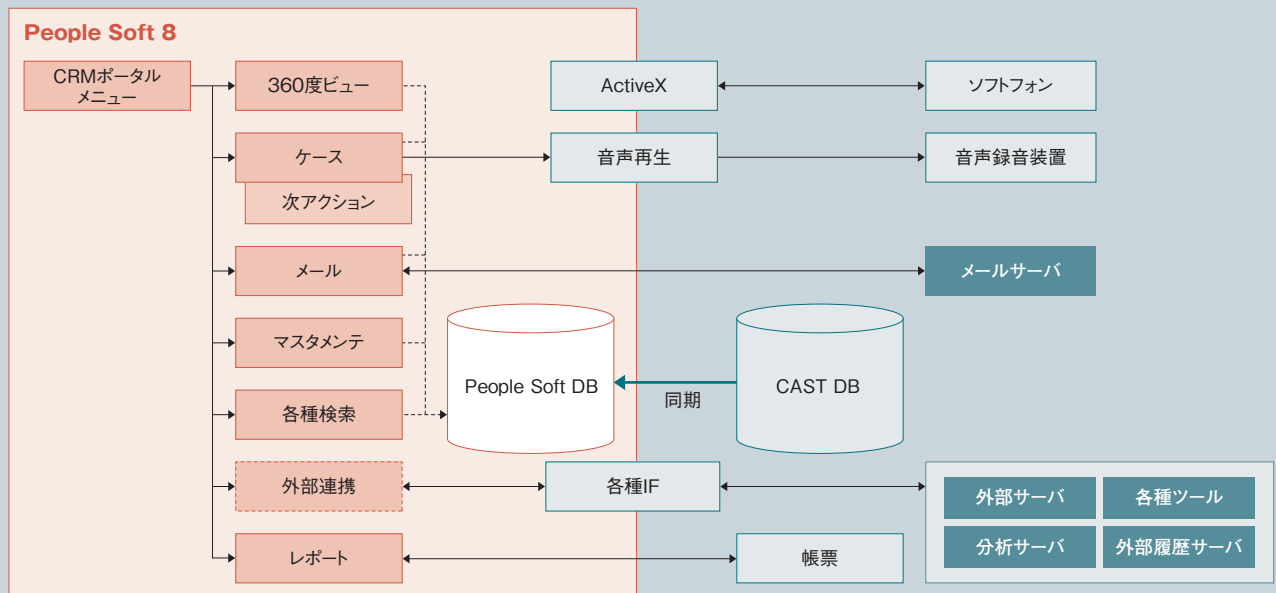 People Soft 8
CRMポータル
メニュー
360度ビュー
ActiveX
ソフトフォン
ケース
音声再生
音声録音装置
次アクション
メール
メールサーバ
マスタメンテ
People Soft DB
同期
CAST DB
各種検索
外部連携
各種IF
外部サーバ
各種ツール
分析サーバ
外部履歴サーバ
レポート
帳票